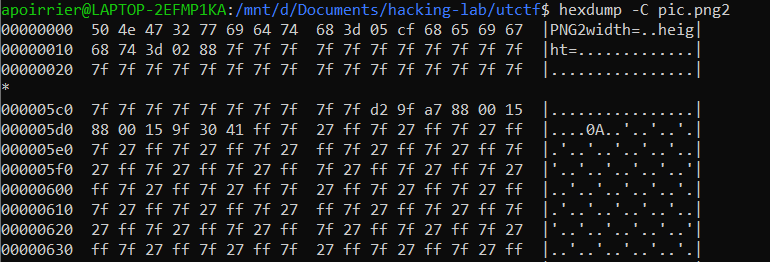 apoirrier@LAPTOP-2EFMP1KA:/mnt/d/Documents/hacking-lab/utctf$ hexdump -C pic.png2
00000000  50 4e 47 32 77 69 64 74  68 3d 05 cf 68 65 69 67  |PNG2width=..heig|
00000010  68 74 3d 02 88 7f 7f 7f  7f 7f 7f 7f 7f 7f 7f 7f  |ht=.............|
00000020  7f 7f 7f 7f 7f 7f 7f 7f  7f 7f 7f 7f 7f 7f 7f 7f  |................|
*
000005c0  7f 7f 7f 7f 7f 7f 7f 7f  7f 7f d2 9f a7 88 00 15  |................|
000005d0  88 00 15 9f 30 41 ff 7f  27 ff 7f 27 ff 7f 27 ff  |....0A..'..'..'.|
000005e0  7f 27 ff 7f 27 ff 7f 27  ff 7f 27 ff 7f 27 ff 7f  |.'..'..'..'..'..|
000005f0  27 ff 7f 27 ff 7f 27 ff  7f 27 ff 7f 27 ff 7f 27  |'..'..'..'..'..'|
00000600  ff 7f 27 ff 7f 27 ff 7f  27 ff 7f 27 ff 7f 27 ff  |..'..'..'..'..'.|
00000610  7f 27 ff 7f 27 ff 7f 27  ff 7f 27 ff 7f 27 ff 7f  |.'..'..'..'..'..|
00000620  27 ff 7f 27 ff 7f 27 ff  7f 27 ff 7f 27 ff 7f 27  |'..'..'..'..'..'|
00000630  ff 7f 27 ff 7f 27 ff 7f  27 ff 7f 27 ff 7f 27 ff  |..'..'..'..'..'.|